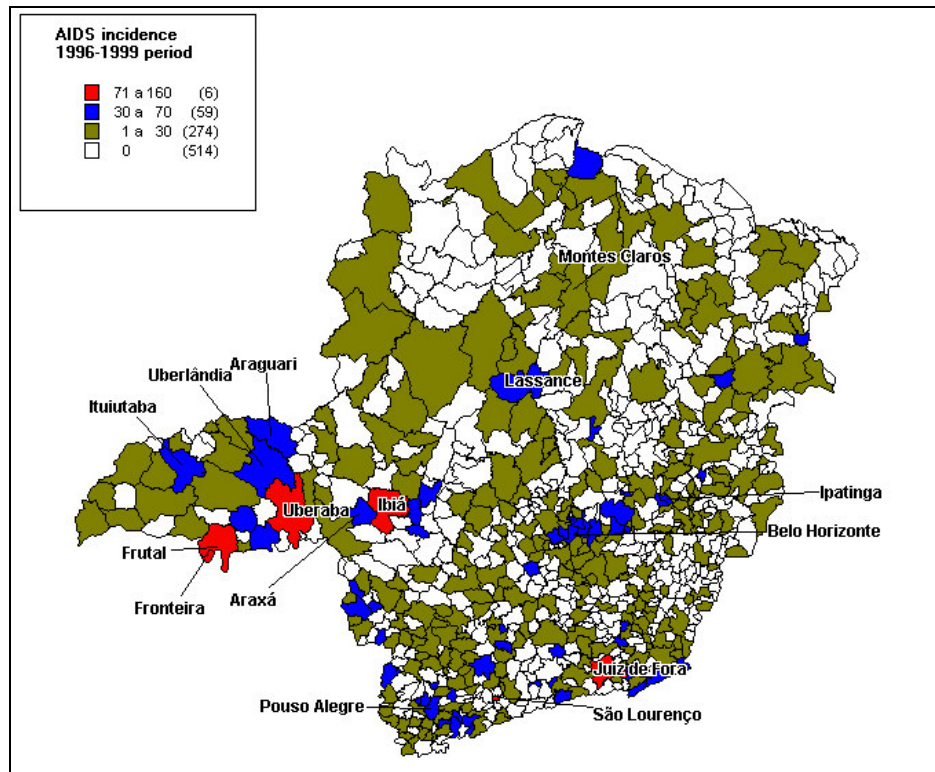 AIDS incidence
1996-1999 period
71 a 160 (6)
30 a 70 (59)
1 a 30 (274)
0 (514)
Montes Claros
Araguari
Uberlândia
Lassance
Ituiutaba
Ibiá
Ipatinga
Uberaba
Belo Horizonte
Frutal
Araxá
Fronteira
Juiz de Fora
Pouso Alegre
São Lourenço